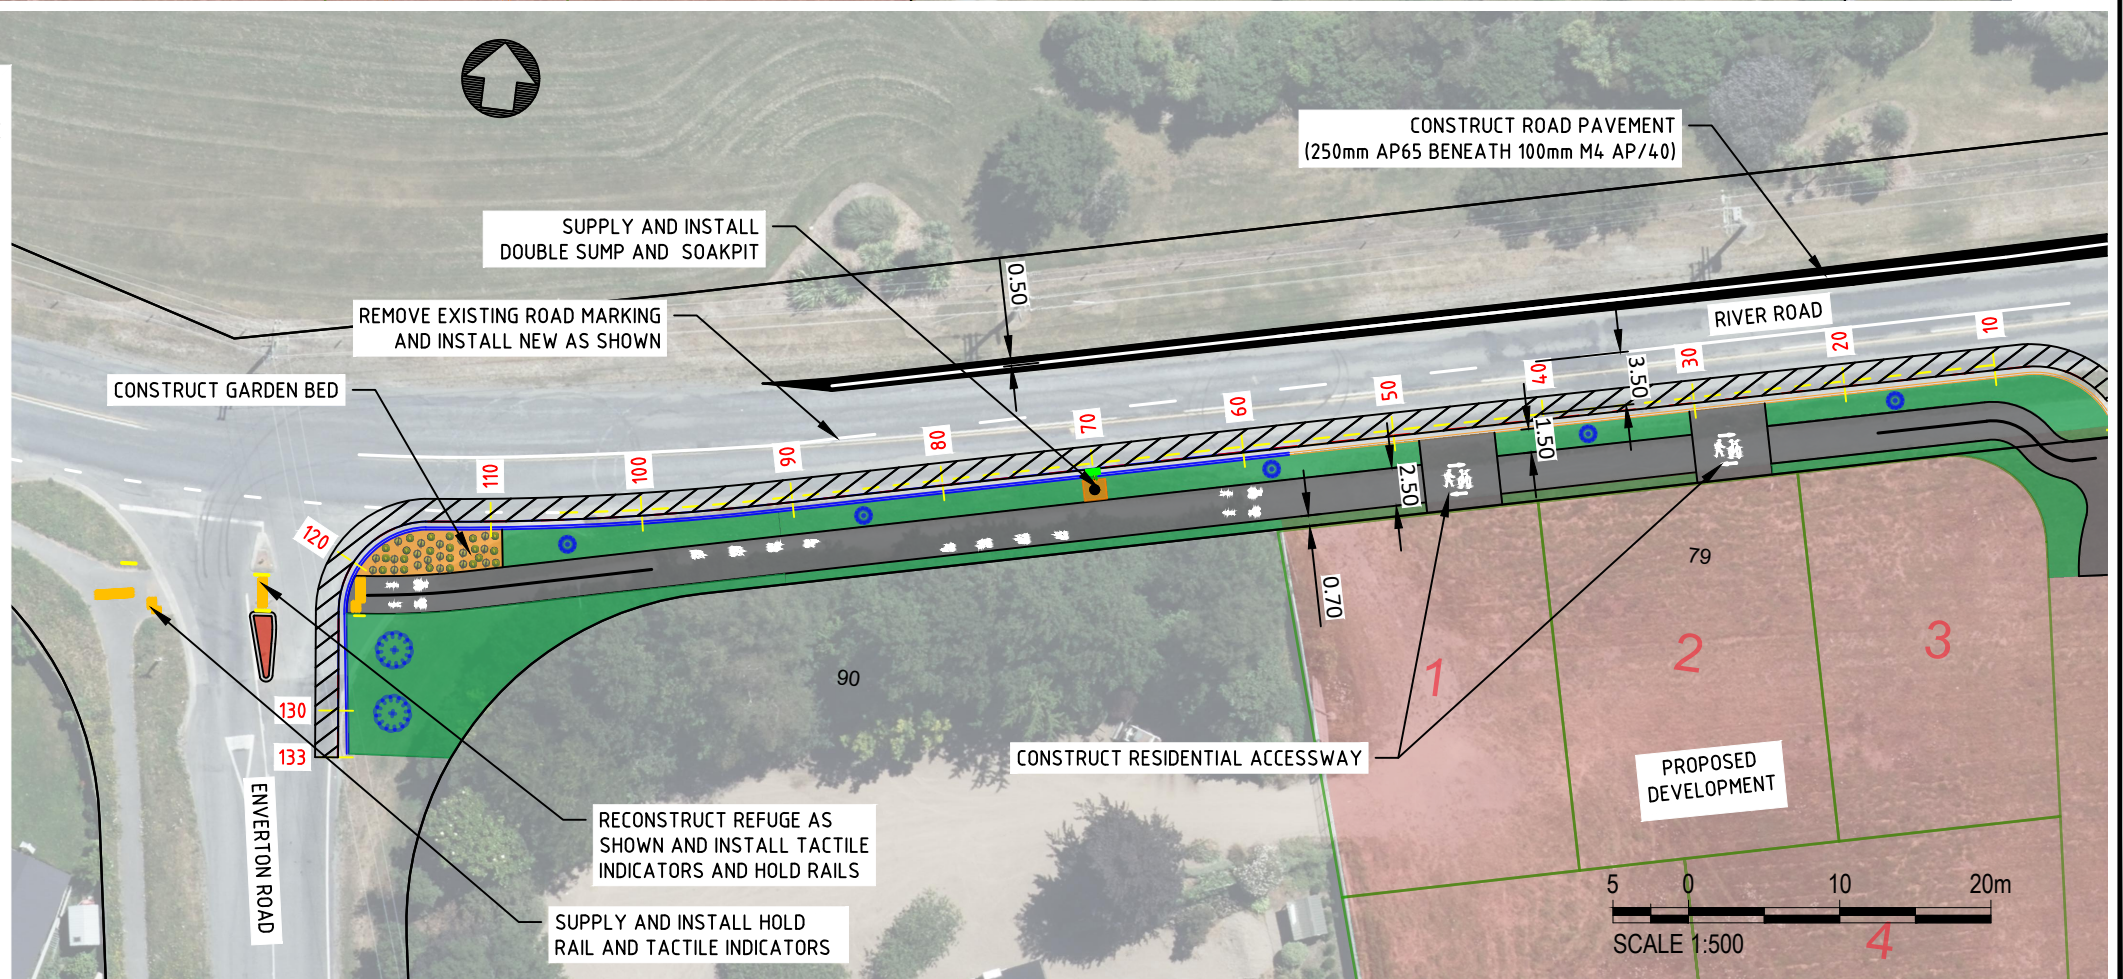 CONSTRUCT ROAD PAVEMENT
(250mm AP65 BENEATH 100mm M4 AP/40)
SUPPLY AND INSTALL
DOUBLE SUMP AND SOAKPIT
0.50
REMOVE EXISTING ROAD MARKING
AND INSTALL NEW AS SHOWN
RIVER ROAD
CONSTRUCT GARDEN BED
10
20
30
3.50
40
50
60
70
80
90
100
110
120
130
133
1.50
2.50
0.70
79
90
1
2
3
4
CONSTRUCT RESIDENTIAL ACCESSWAY
PROPOSED
DEVELOPMENT
ENVERTON ROAD
RECONSTRUCT REFUGE AS
SHOWN AND INSTALL TACTILE
INDICATORS AND HOLD RAILS
SUPPLY AND INSTALL HOLD
RAIL AND TACTILE INDICATORS
5 0 10 20m
SCALE 1:500